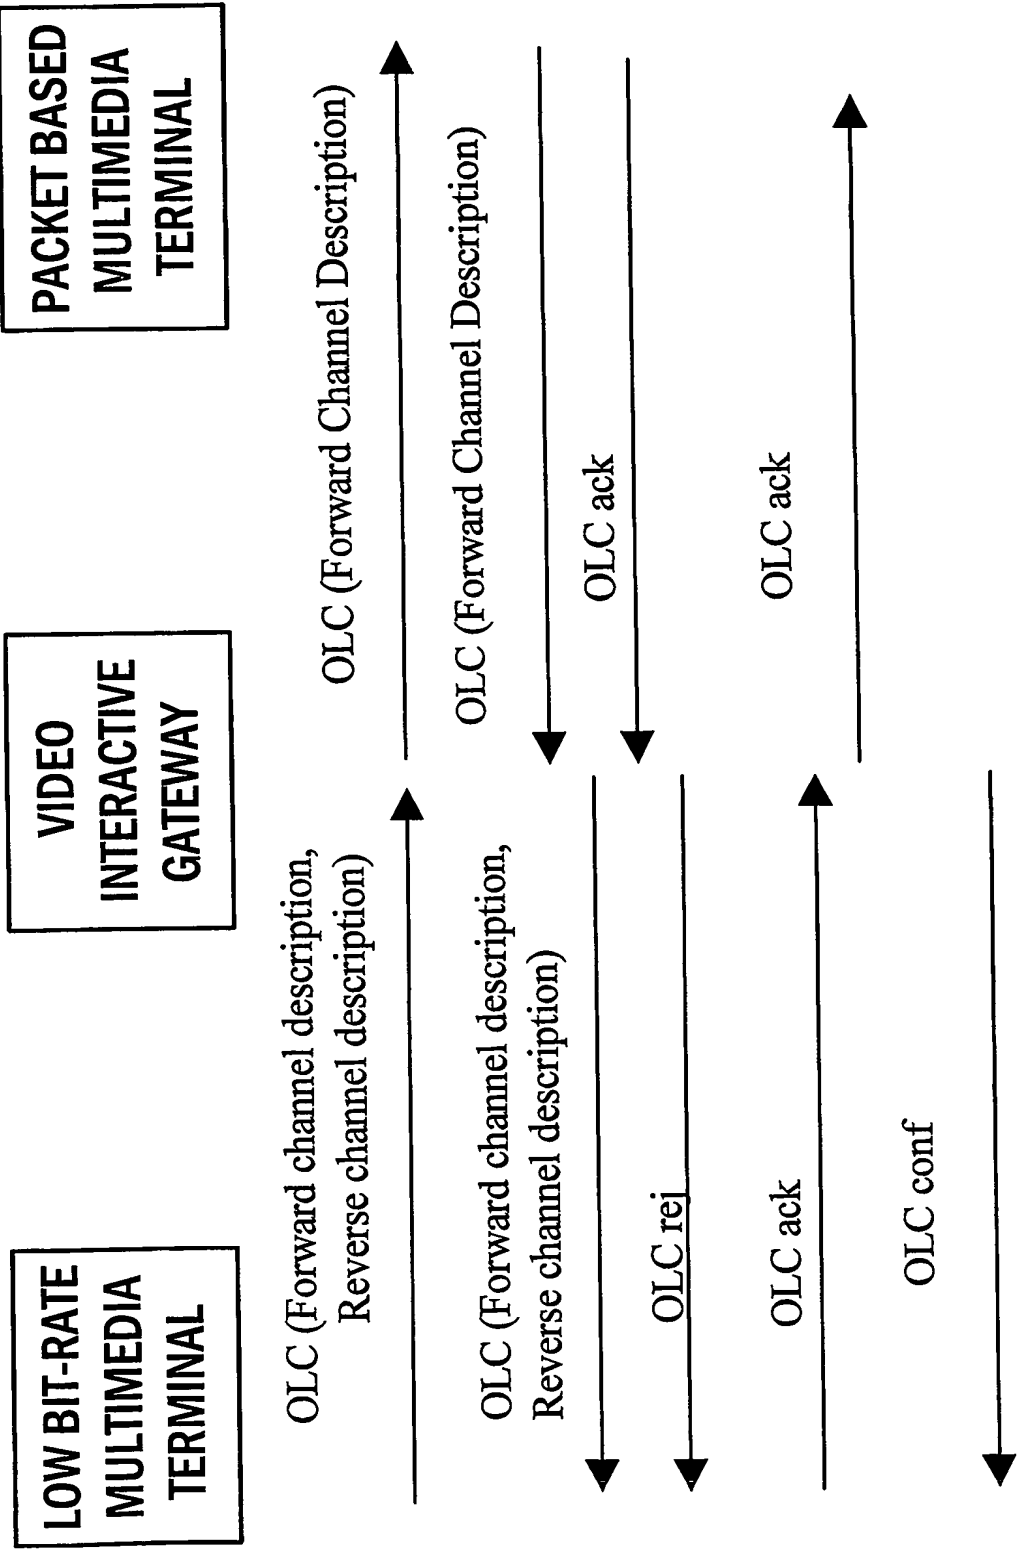 LOW BIT-RATE
MULTIMEDIA
TERMINAL
VIDEO
INTERACTIVE
GATEWAY
PACKET BASED
MULTIMEDIA
TERMINAL
OLC (Forward channel description,
Reverse channel description)
OLC (Forward Channel Description)
OLC (Forward Channel Description)
OLC (Forward channel description,
Reverse channel description)
OLC ack
OLC rej
OLC ack
OLC ack
OLC conf